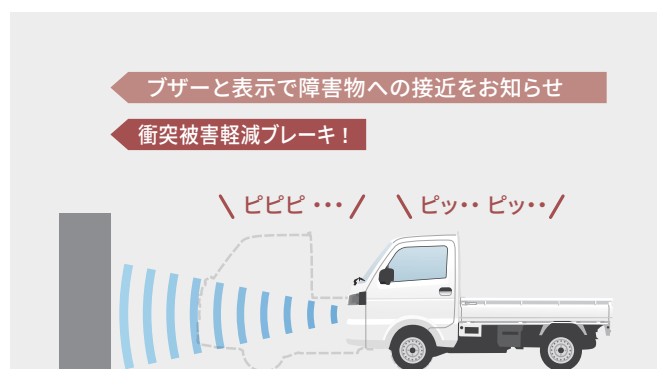 ブザーと表示で障害物への接近をお知らせ
衝突被害軽減ブレーキ！
ピピピ ･･･
ピッ･･ ピッ･･